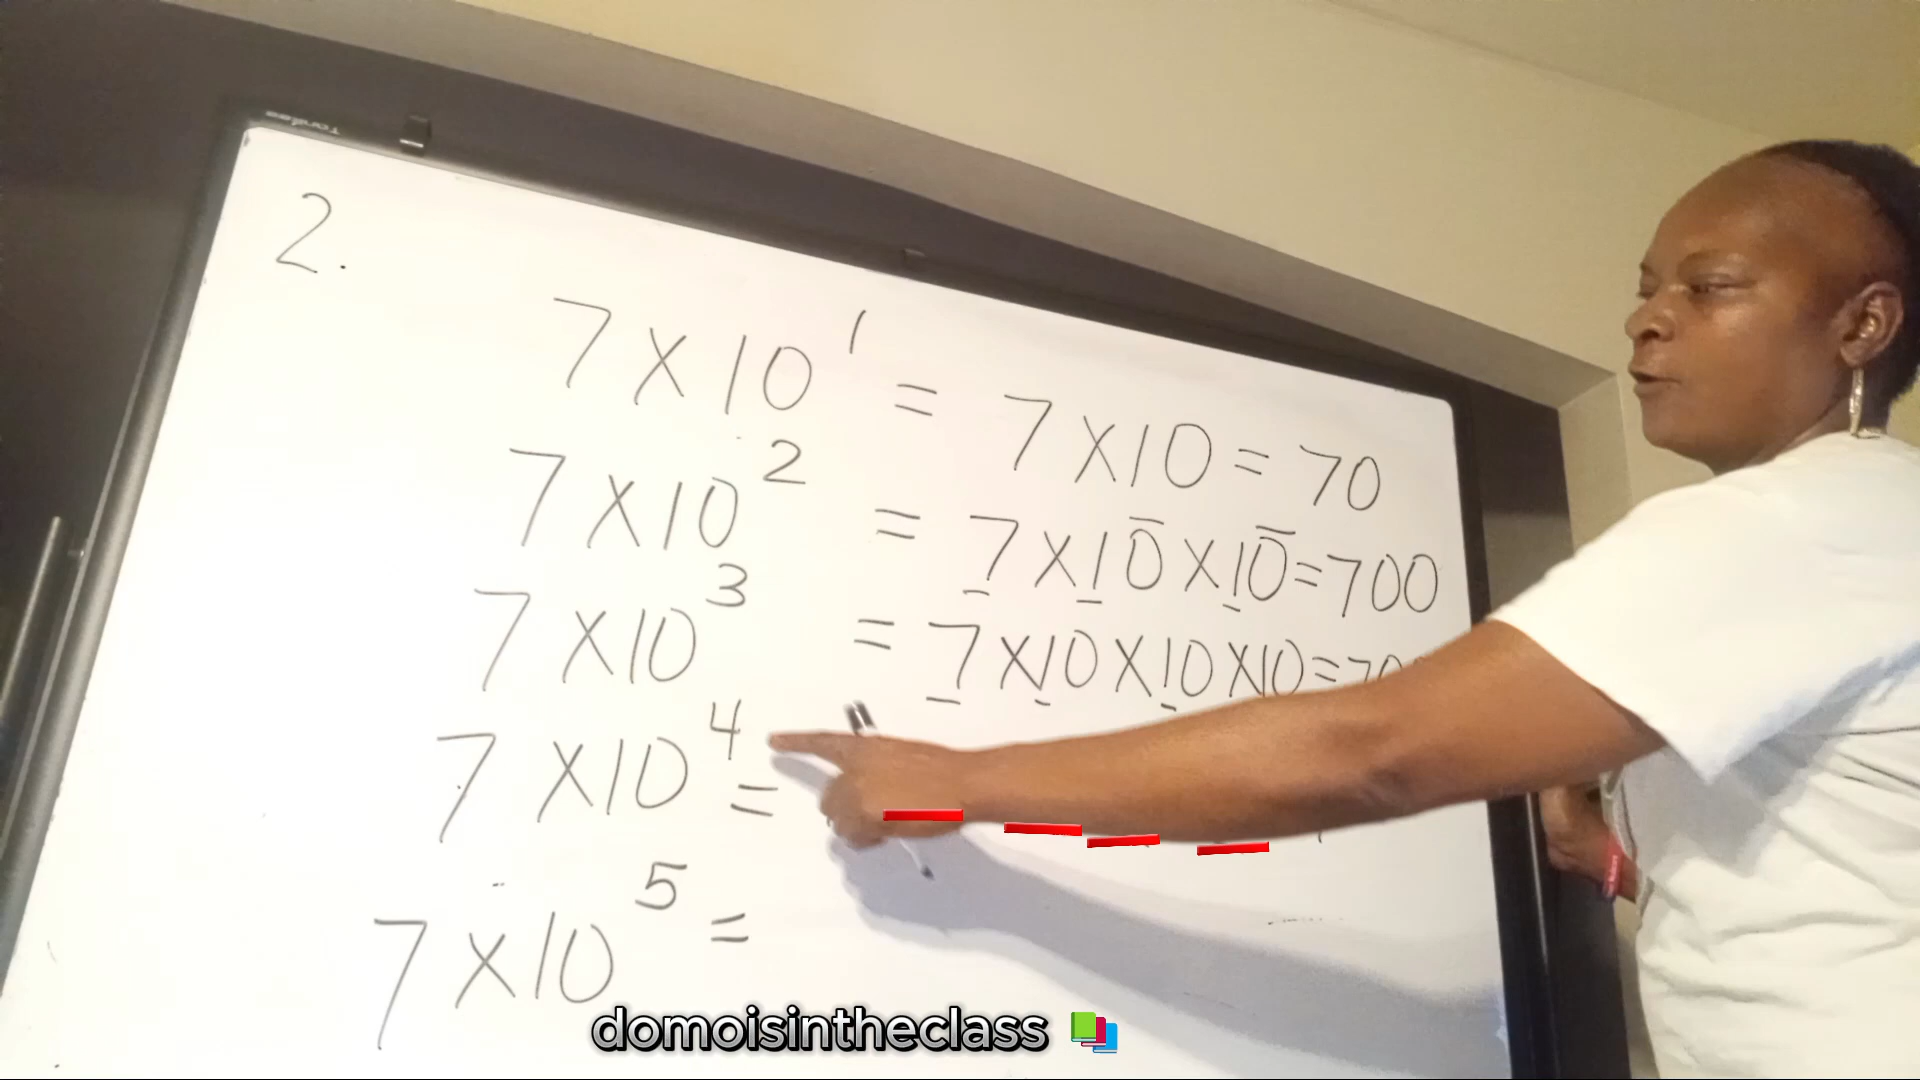 2.
7 x 10¹ = 7 x 10 = 70
7 x 10² = 7 x 10 x 10 = 700
7 x 10³ = 7 x 10 x 10 x 10 = 70
7 x 10⁴ =
7 x 10⁵ =
domoisintheclass